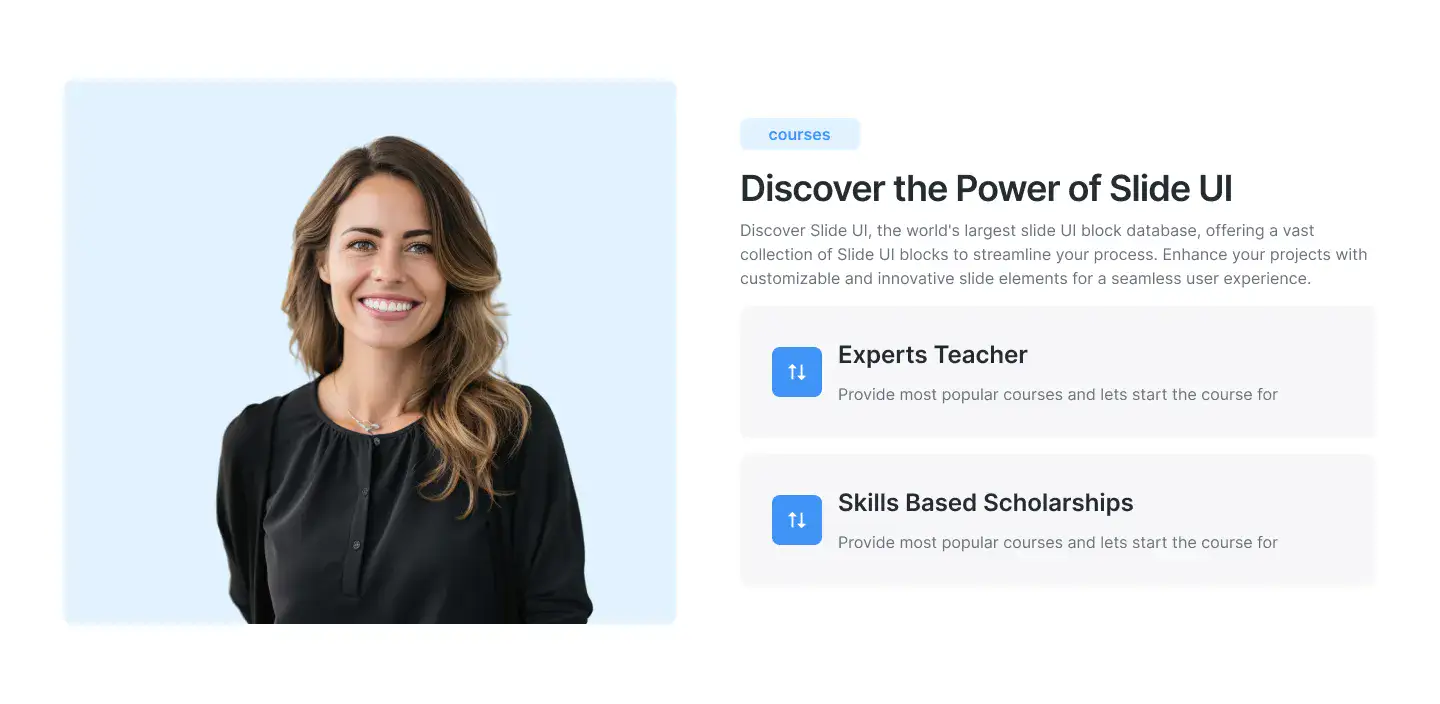 courses
Discover the Power of Slide UI
Discover Slide UI, the world's largest slide UI block database, offering a vast
collection of Slide UI blocks to streamline your process. Enhance your projects with
customizable and innovative slide elements for a seamless user experience.
Experts Teacher
Provide most popular courses and lets start the course for
Skills Based Scholarships
Provide most popular courses and lets start the course for